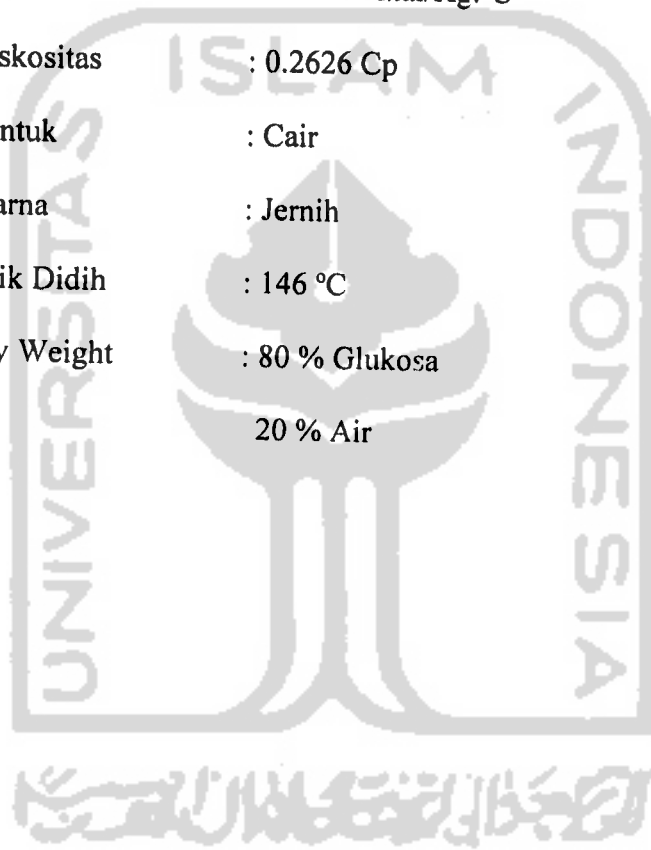 skositas : 0.2626 Cp
ntuk : Cair
arna : Jernih
ik Didih : 146 °C
y Weight : 80 % Glukosa
20 % Air
ISLAM
UNIVERSITAS
INDONESIA